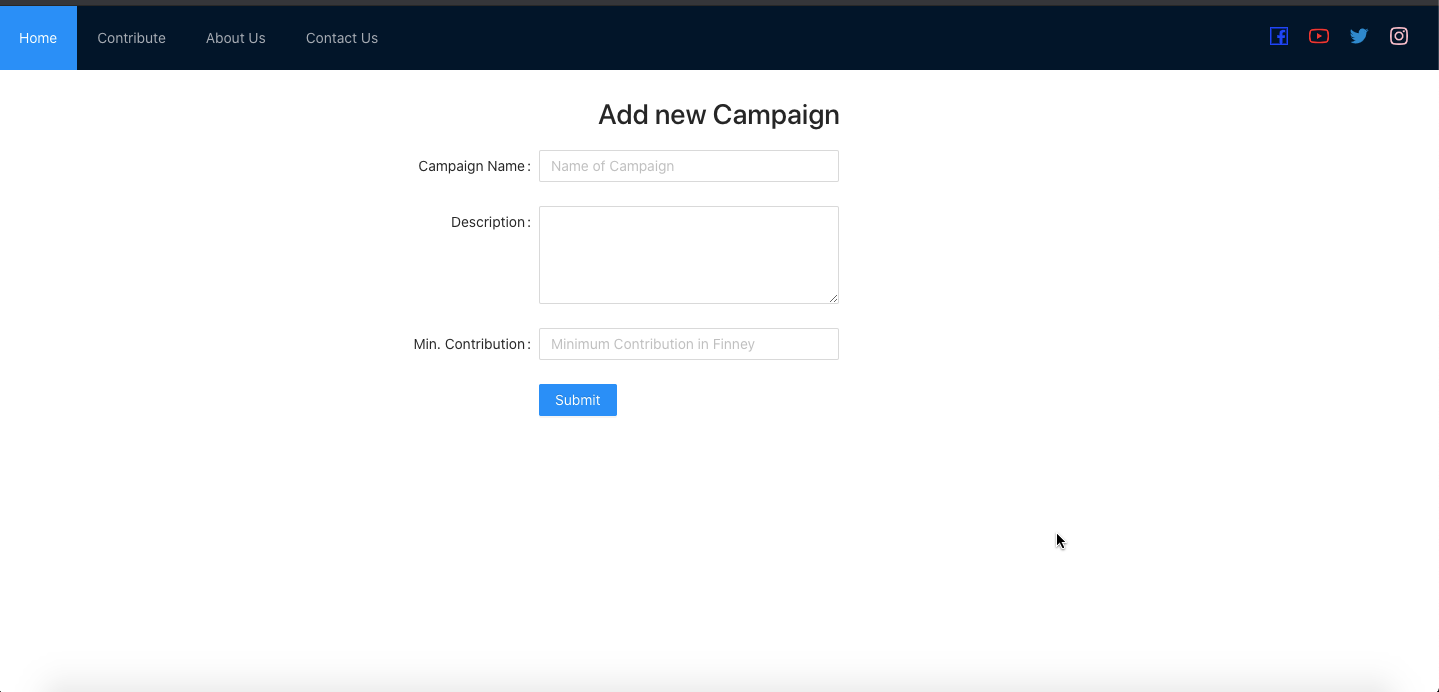 Home Contribute About Us Contact Us
Add new Campaign
Campaign Name: Name of Campaign
Description:
Min. Contribution: Minimum Contribution in Finney
Submit